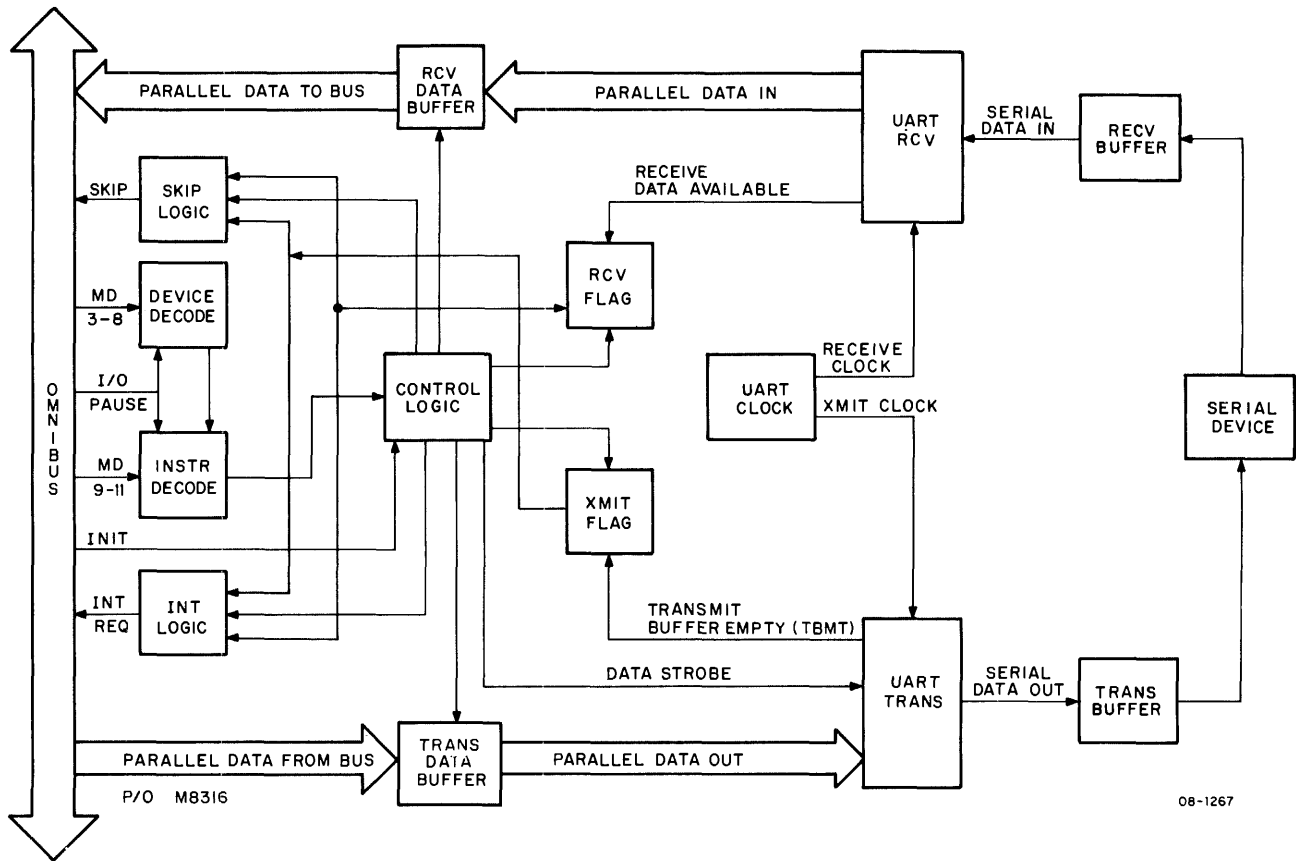 OMNIBUS
PARALLEL DATA TO BUS
RCV
DATA
BUFFER
PARALLEL DATA IN
UART
RCV
SERIAL
DATA IN
RECV
BUFFER
SKIP
SKIP
LOGIC
RECEIVE
DATA AVAILABLE
MD
3-8
DEVICE
DECODE
RCV
FLAG
I/O
PAUSE
CONTROL
LOGIC
UART
CLOCK
RECEIVE
CLOCK
XMIT CLOCK
SERIAL
DEVICE
MD
9-11
INSTR
DECODE
XMIT
FLAG
INIT
INT
REQ
INT
LOGIC
TRANSMIT
BUFFER EMPTY (TBMT)
DATA STROBE
UART
TRANS
SERIAL
DATA OUT
TRANS
BUFFER
PARALLEL DATA FROM BUS
TRANS
DATA
BUFFER
PARALLEL DATA OUT
P/O M8316
08-1267